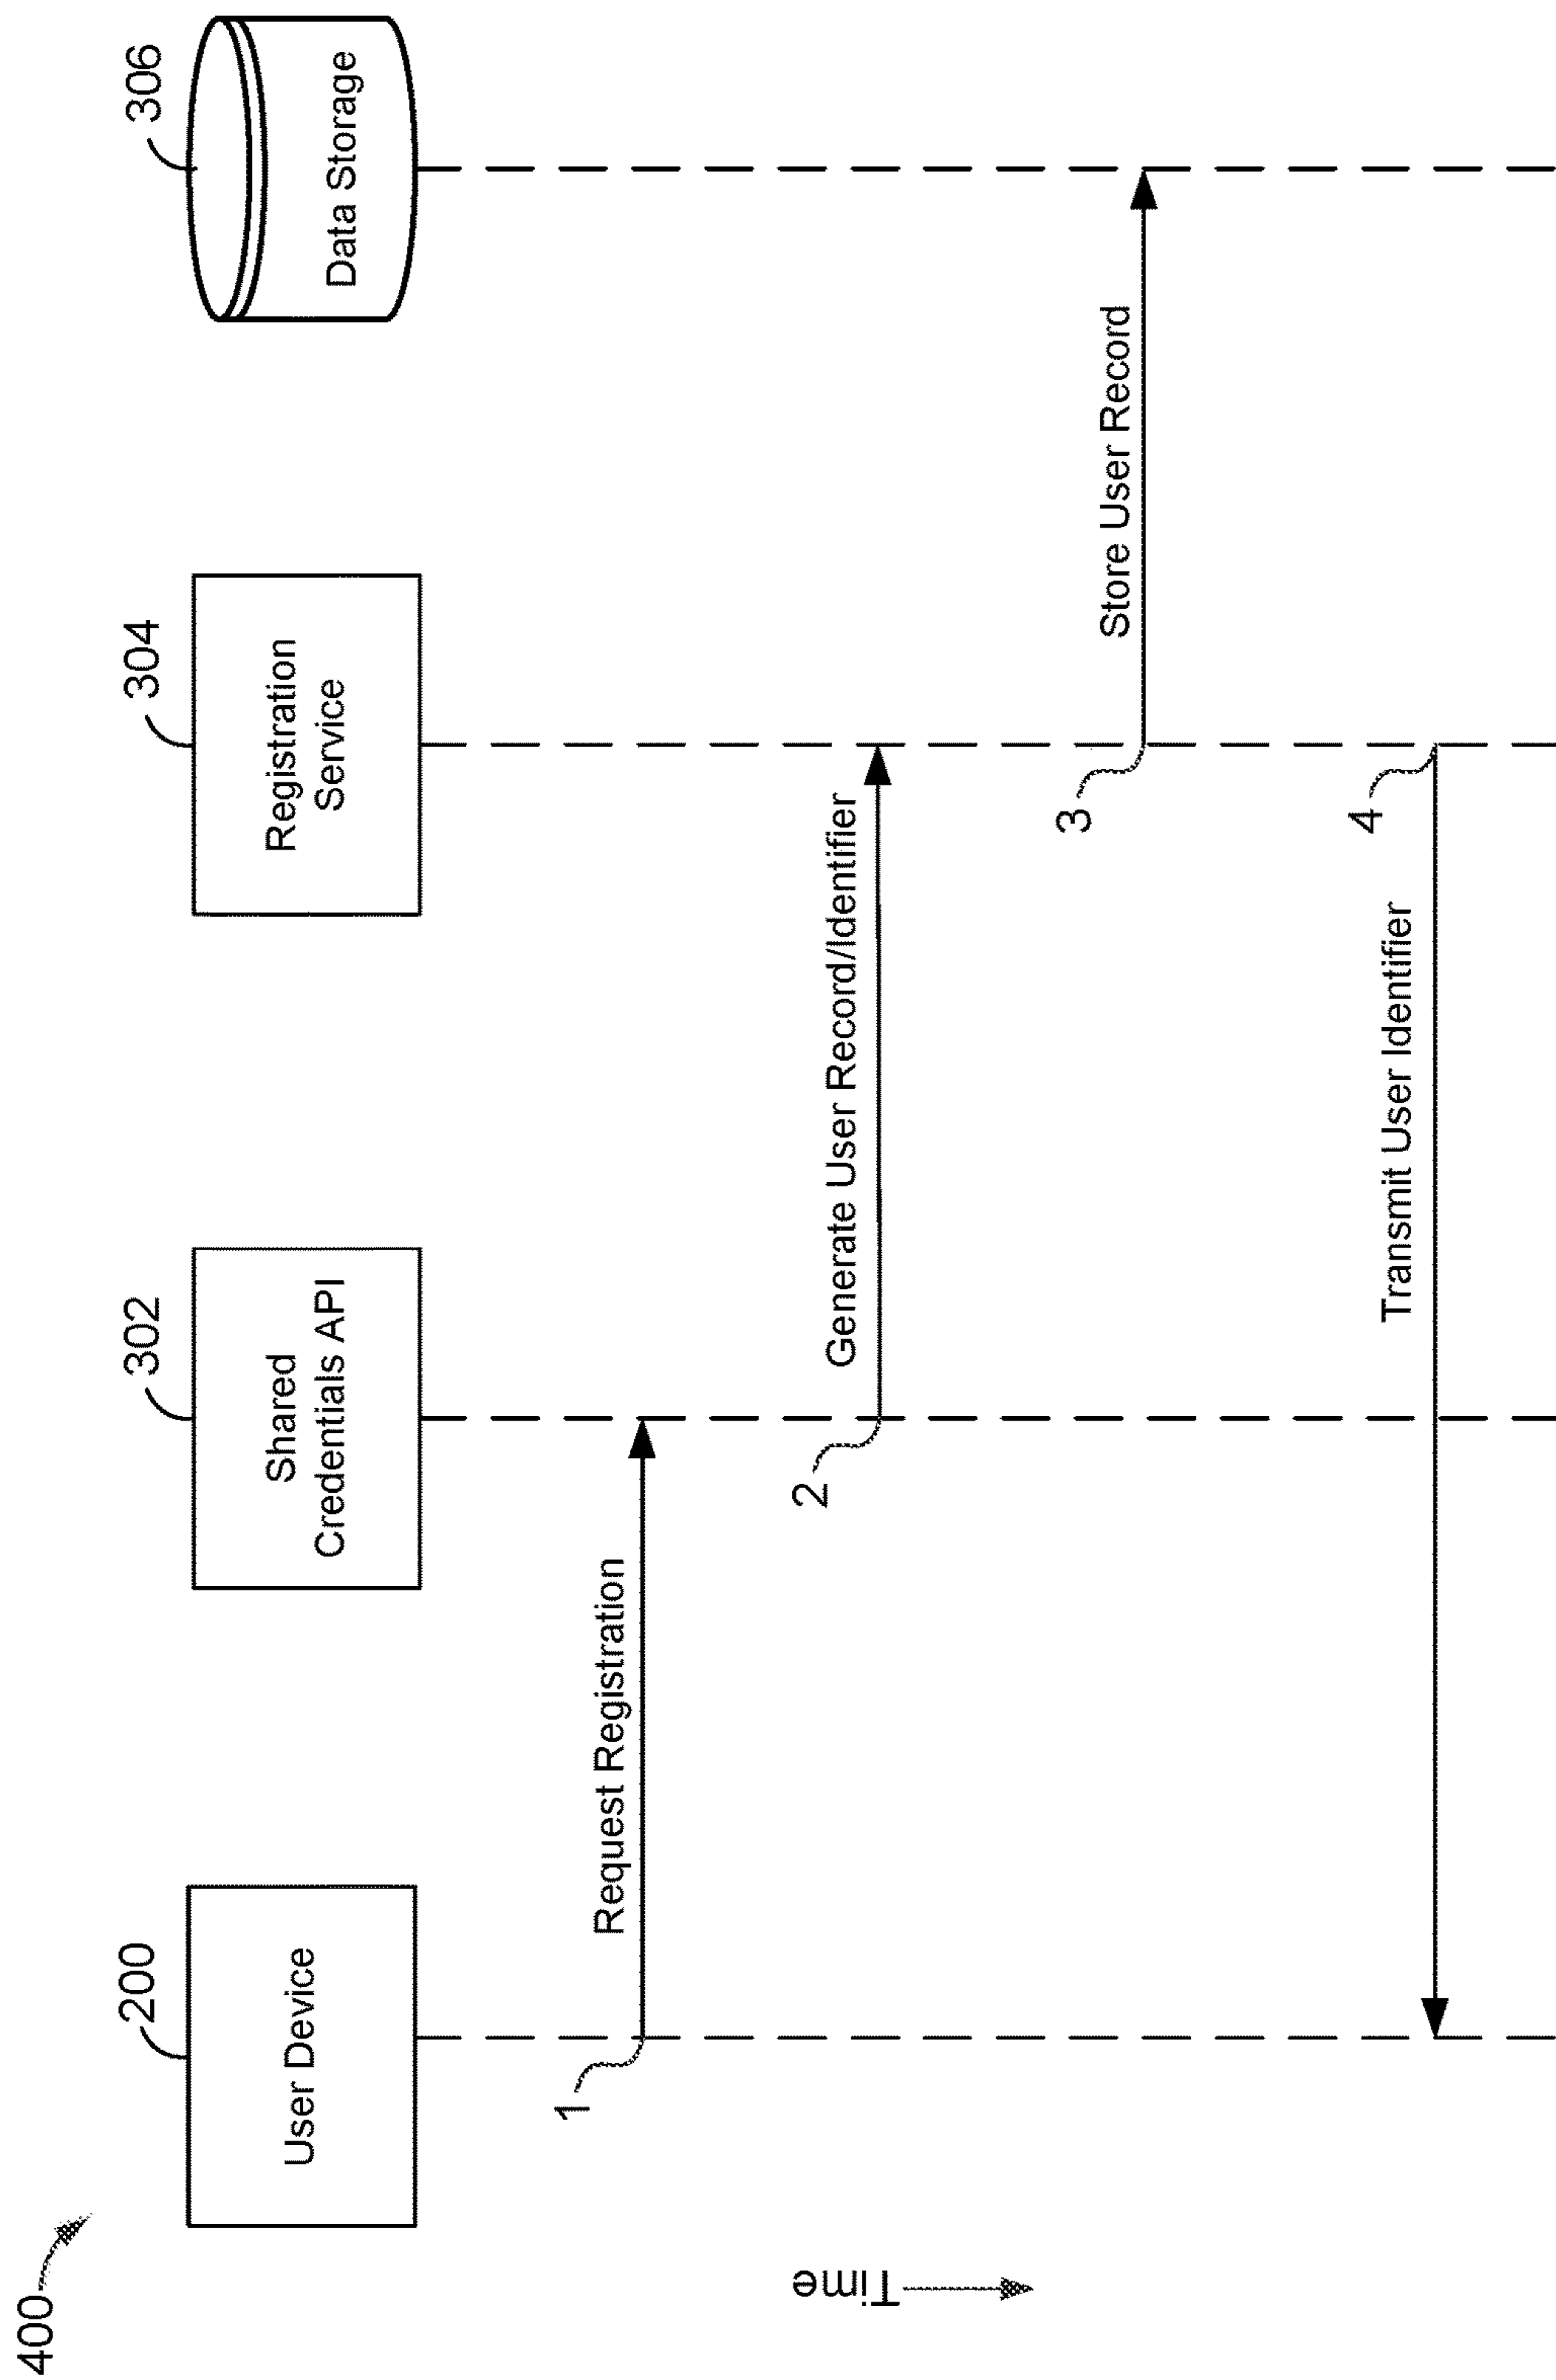 400
200
302
304
306
User Device
Shared
Credentials API
Registration
Service
Data Storage
1
Request Registration
2
Generate User Record/Identifier
Time
3
Store User Record
4
Transmit User Identifier